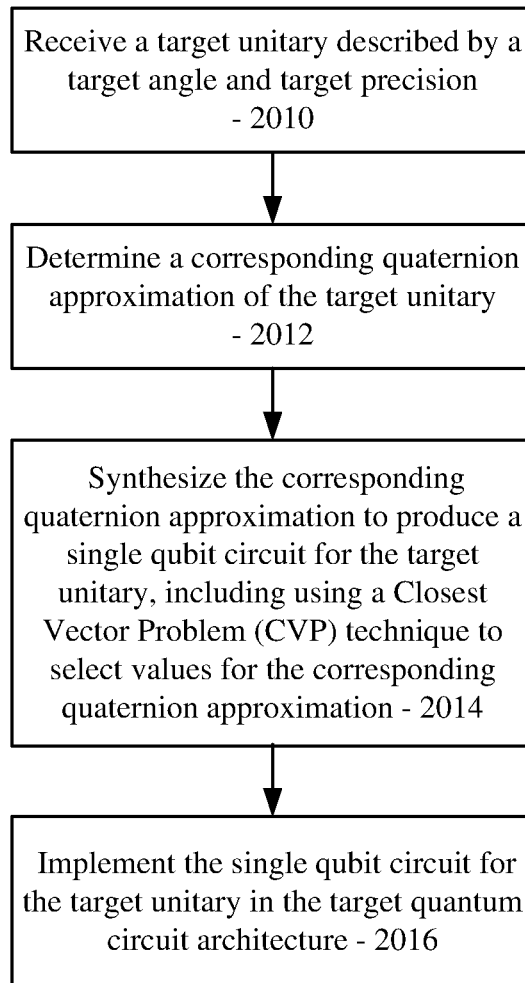 Receive a target unitary described by a
target angle and target precision
- 2010
Determine a corresponding quaternion
approximation of the target unitary
- 2012
Synthesize the corresponding
quaternion approximation to produce a
single qubit circuit for the target
unitary, including using a Closest
Vector Problem (CVP) technique to
select values for the corresponding
quaternion approximation - 2014
Implement the single qubit circuit for
the target unitary in the target quantum
circuit architecture - 2016